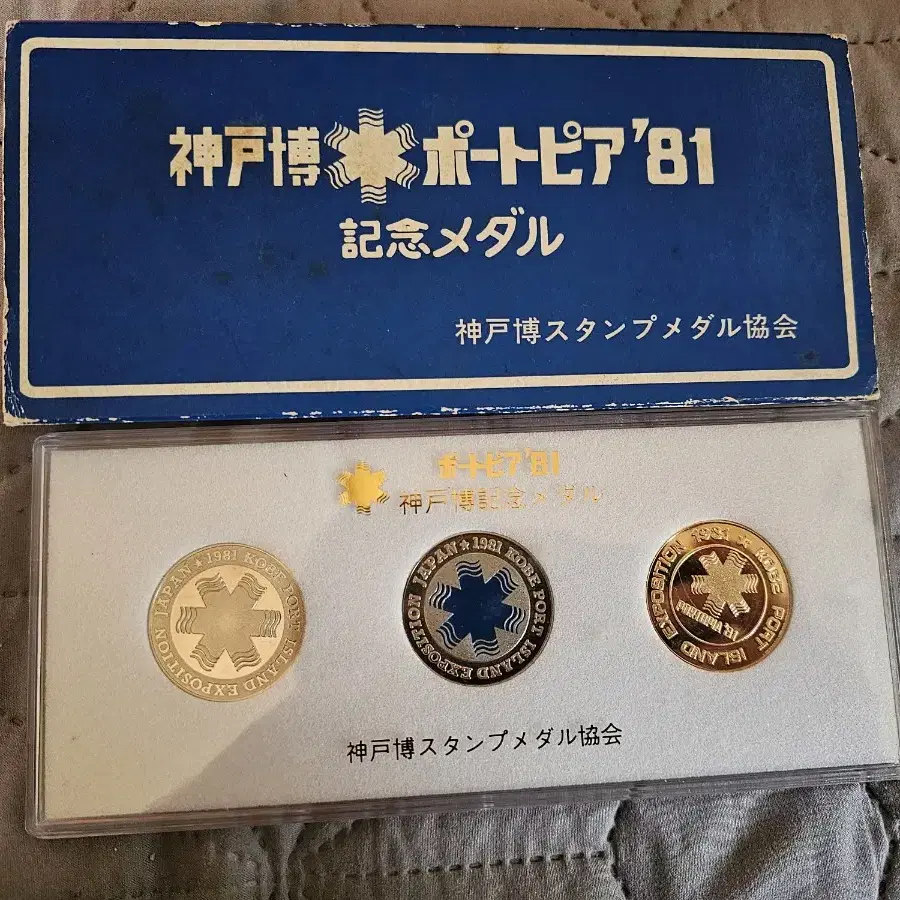 神戸博 ポートピア'81
記念メダル
神戸博スタンプメダル協会
ポートピア'81
神戸博記念メダル
JAPAN ★ 1981 KOBE PORT ISLAND EXPOSITION
JAPAN ★ 1981 KOBE PORT ISLAND EXPOSITION
1981 ★ KOBE PORT ISLAND EXPOSITION
PORTOPIA '81
神戸博スタンプメダル協会